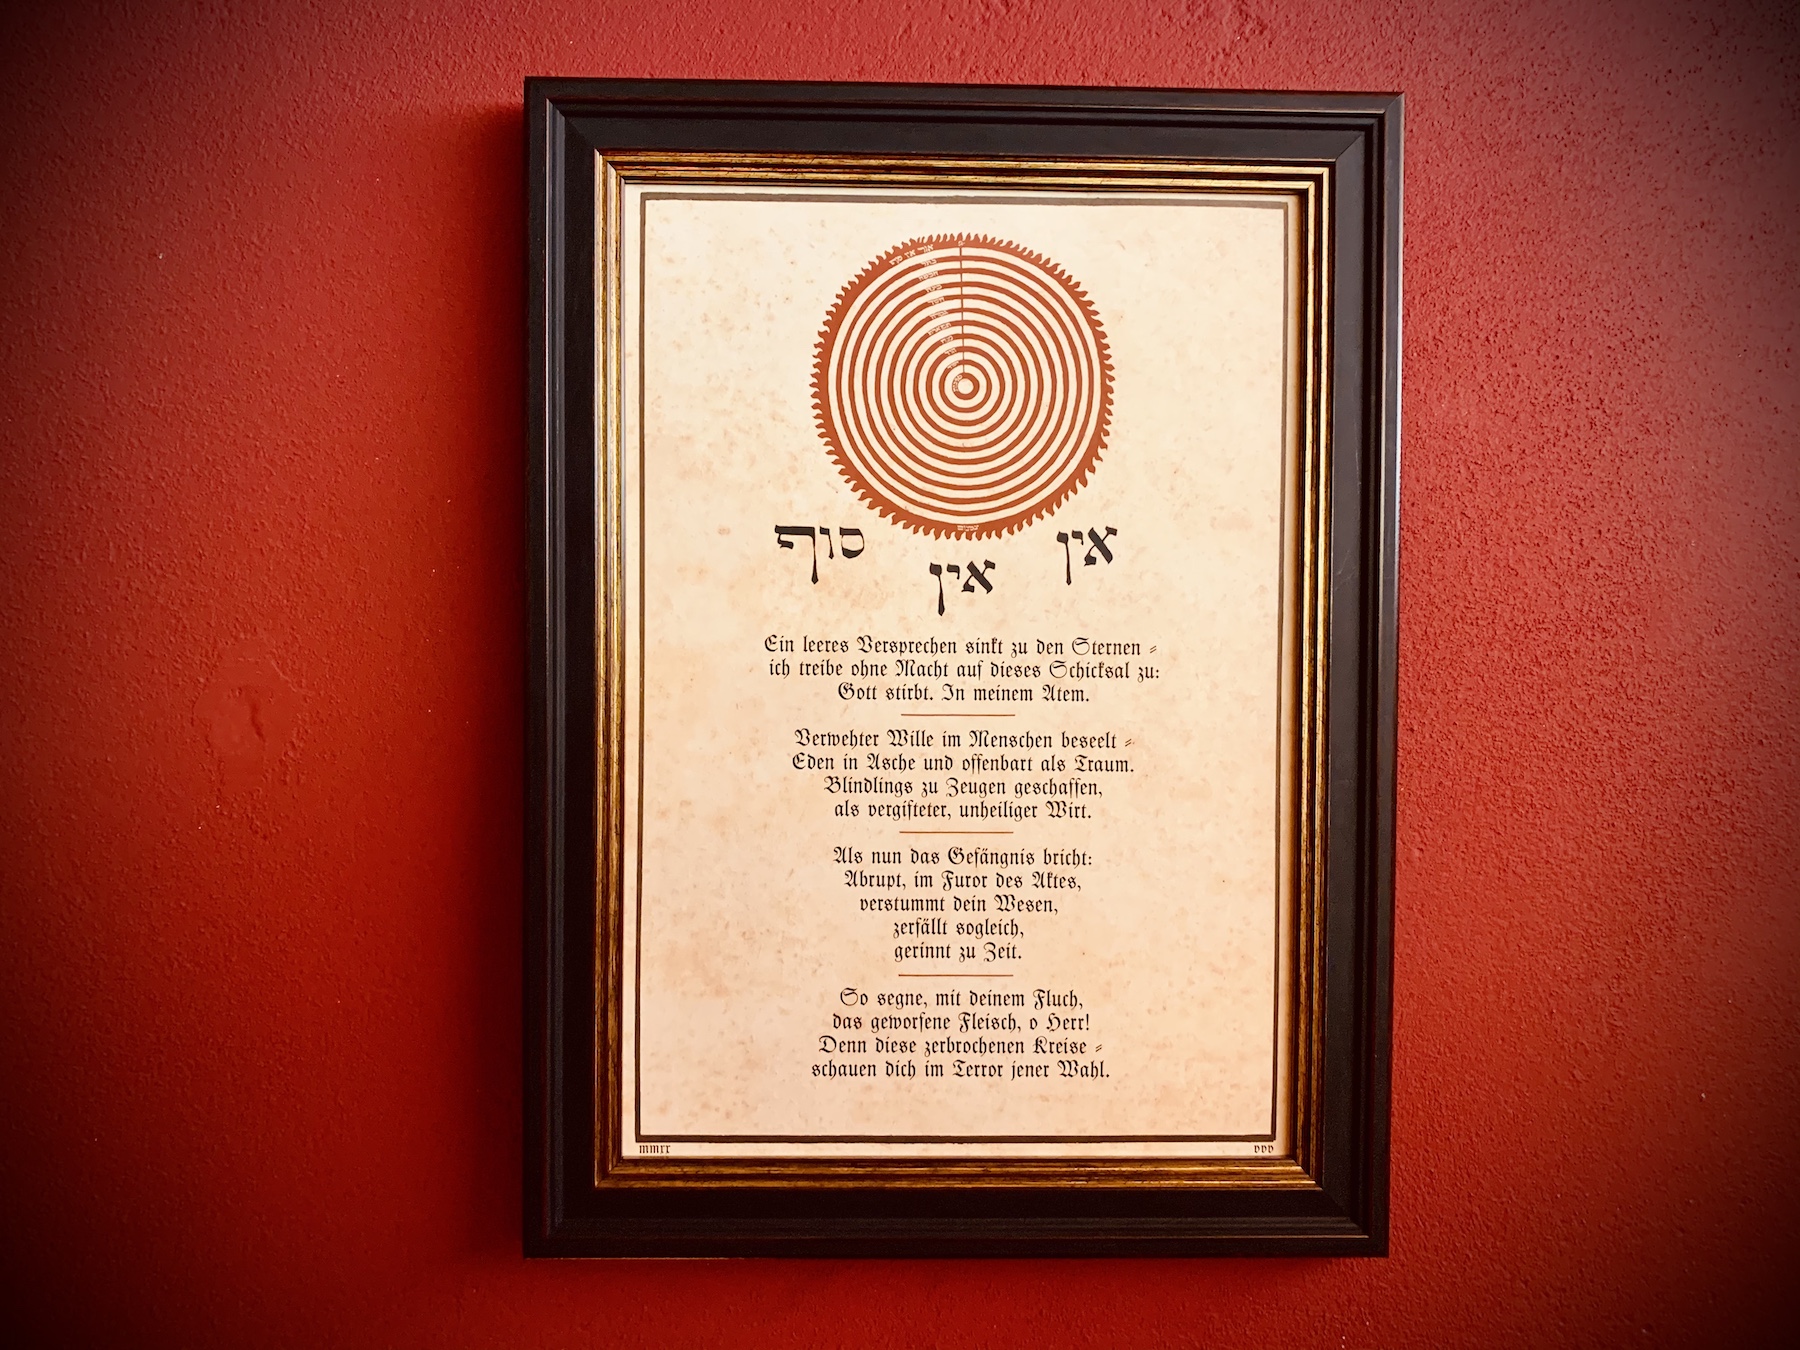 אין
אין
סוף
Ein leeres Versprechen sinkt zu den Sternen ⸗
ich treibe ohne Macht auf dieses Schicksal zu:
Gott stirbt. In meinem Atem.
Verwehter Wille im Menschen beseelt ⸗
Eden in Asche und offenbart als Traum.
Blindlings zu Zeugen geschaffen,
als vergifteter, unheiliger Wirt.
Als nun das Gefängnis bricht:
Abrupt, im Furor des Aktes,
verstummt dein Wesen,
zerfällt sogleich,
gerinnt zu Zeit.
So segne, mit deinem Fluch,
das geworfene Fleisch, o Herr!
Denn diese zerbrochenen Kreise ⸗
schauen dich im Terror jener Wahl.
mmxx